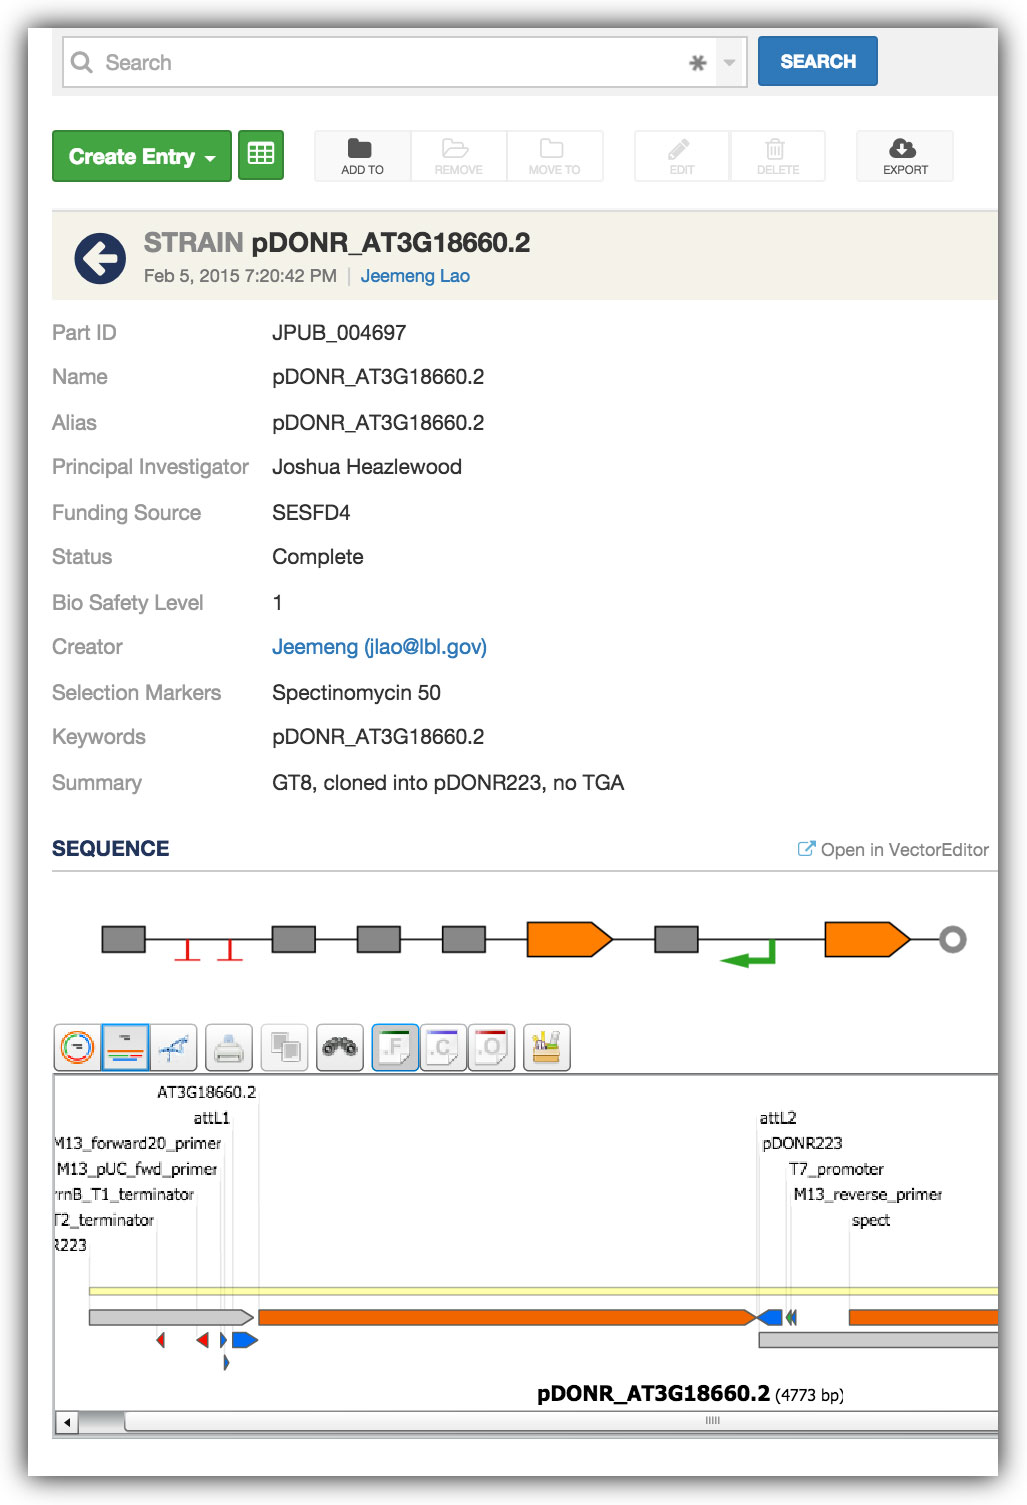 Search
SEARCH
Create Entry
ADD TO
REMOVE
MOVE TO
EDIT
DELETE
EXPORT
STRAIN pDONR_AT3G18660.2
Feb 5, 2015 7:20:42 PM | Jeemeng Lao
Part ID JPUB_004697
Name pDONR_AT3G18660.2
Alias pDONR_AT3G18660.2
Principal Investigator Joshua Heazlewood
Funding Source SESFD4
Status Complete
Bio Safety Level 1
Creator Jeemeng (jlao@lbl.gov)
Selection Markers Spectinomycin 50
Keywords pDONR_AT3G18660.2
Summary GT8, cloned into pDONR223, no TGA
SEQUENCE Open in VectorEditor
.F .C .O
AT3G18660.2
attL1 attL2
M13_forward20_primer pDONR223
M13_pUC_fwd_primer T7_promoter
rrnB_T1_terminator M13_reverse_primer
T2_terminator spect
R223
pDONR_AT3G18660.2 (4773 bp)